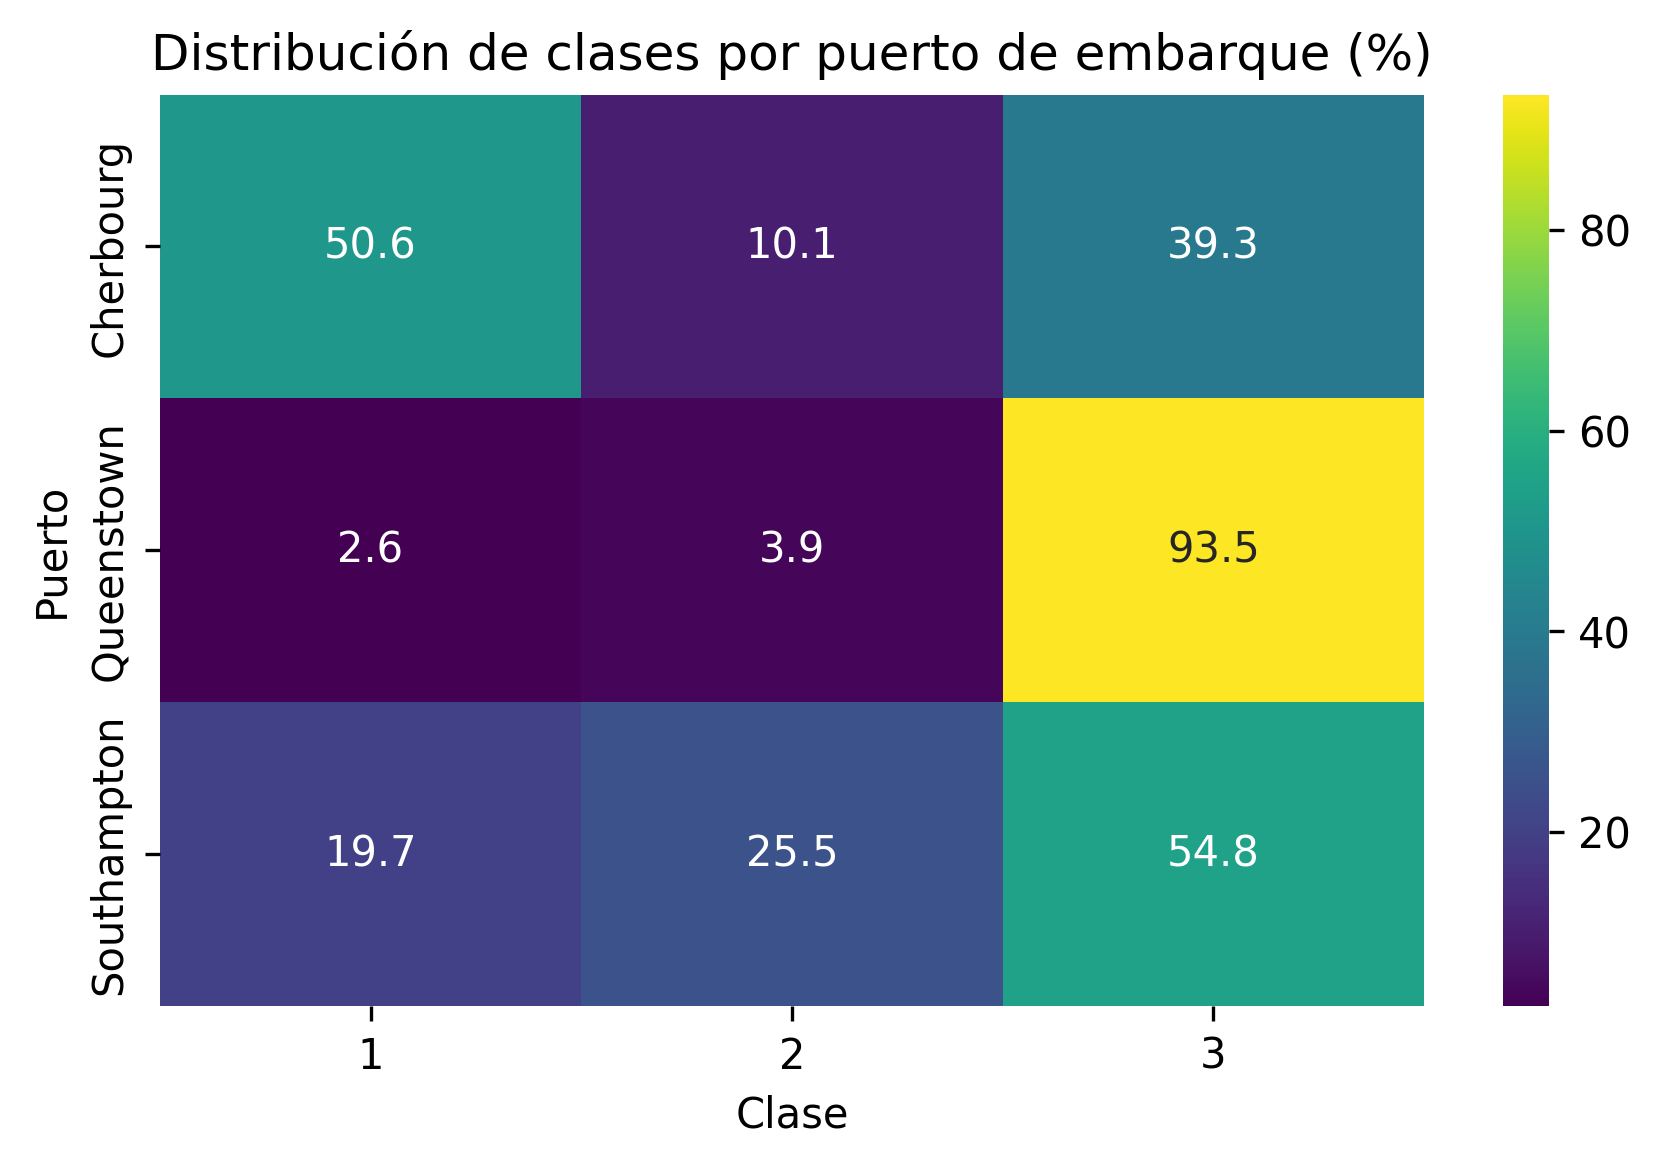 Distribución de clases por puerto de embarque (%)
Puerto
Cherbourg
50.6 10.1 39.3
Queenstown
2.6 3.9 93.5
Southampton
19.7 25.5 54.8
1 2 3
Clase
80
60
40
20